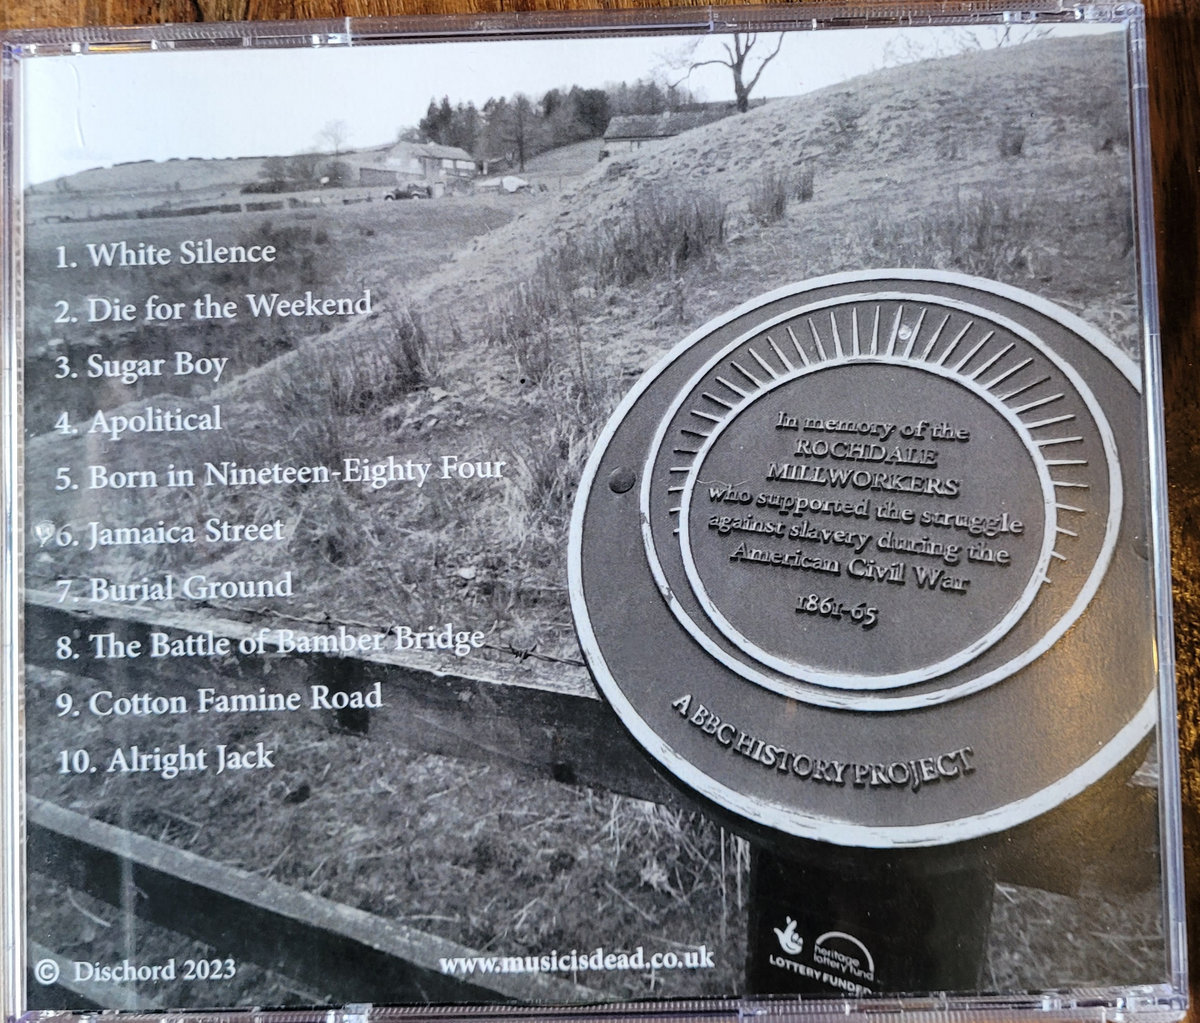 1. White Silence
2. Die for the Weekend
3. Sugar Boy
4. Apolitical
5. Born in Nineteen-Eighty Four
6. Jamaica Street
7. Burial Ground
8. The Battle of Bamber Bridge
9. Cotton Famine Road
10. Alright Jack
In memory of the
ROCHDALE
MILLWORKERS
who supported the struggle
against slavery during the
American Civil War
1861-65
A BBC HISTORY PROJECT
© Dischord 2023
www.musicisdead.co.uk
heritage
lottery fund
LOTTERY FUNDED